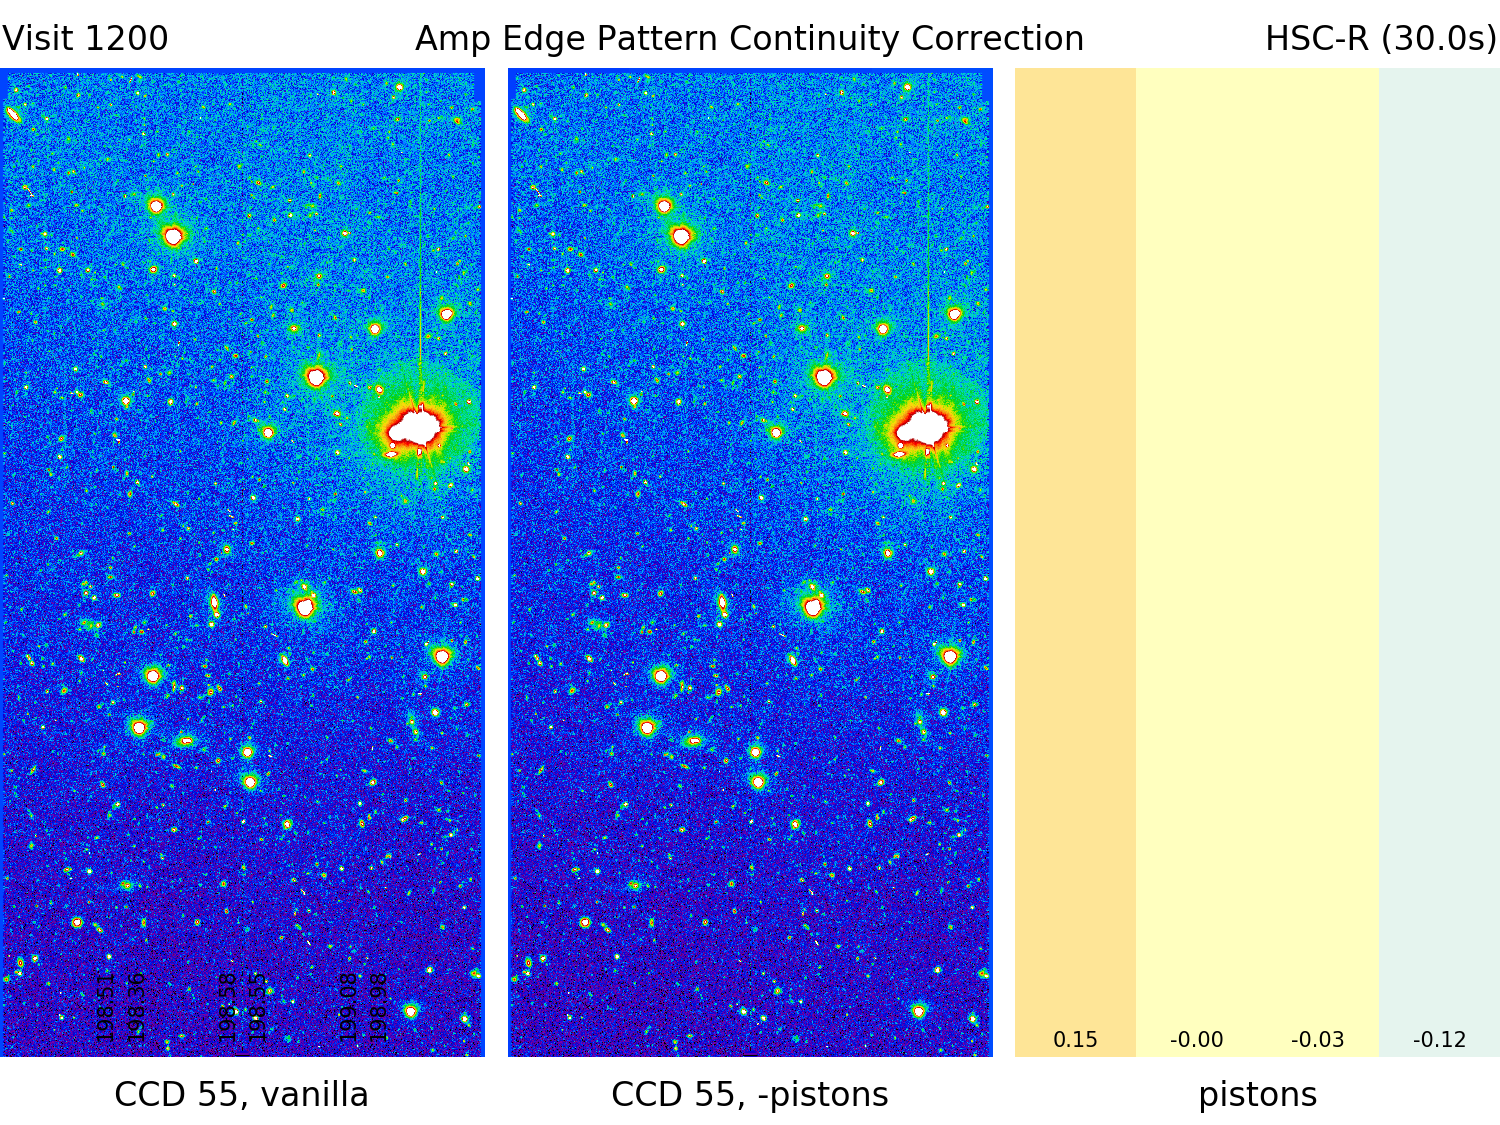 Visit 1200
Amp Edge Pattern Continuity Correction
HSC-R (30.0s)
198.51
198.36
198.58
198.55
199.08
198.98
0.15
-0.00
-0.03
-0.12
CCD 55, vanilla
CCD 55, -pistons
pistons